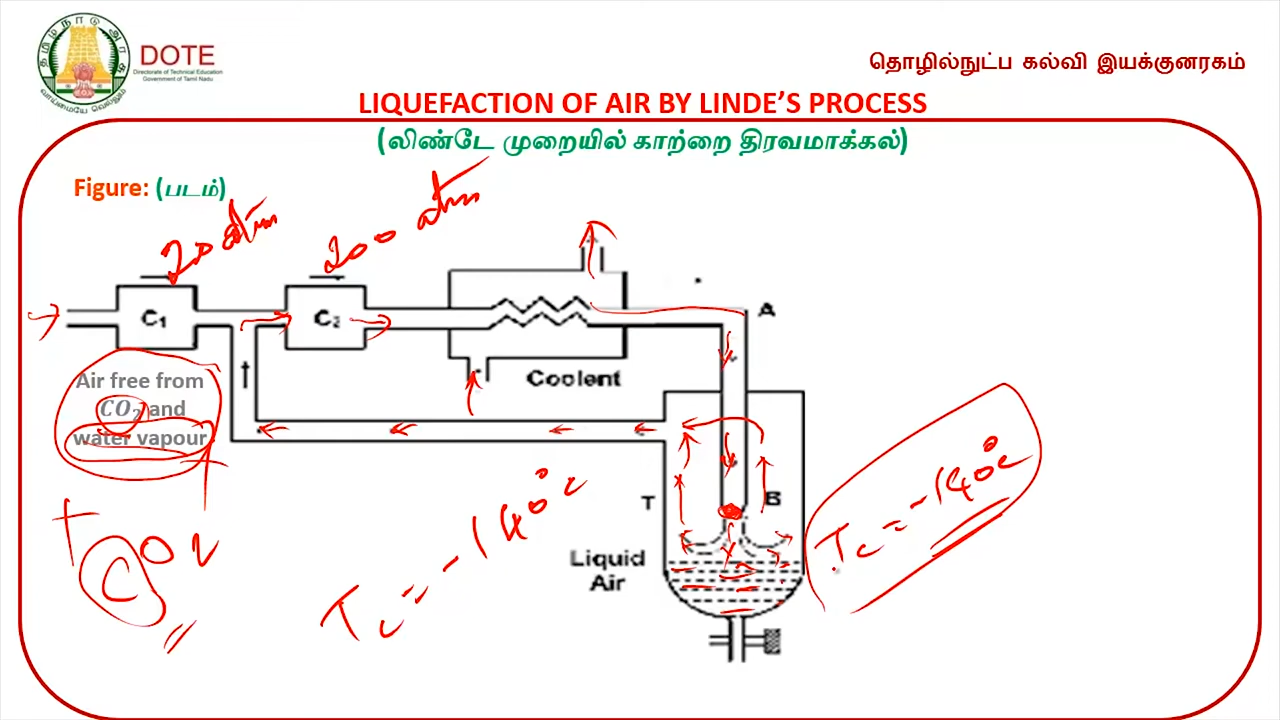 தமிழ்நாடு அரசு
வாய்மையே வெல்லும்
DOTE
Directorate of Technical Education
Government of Tamil Nadu
தொழில்நுட்ப கல்வி இயக்குனரகம்
LIQUEFACTION OF AIR BY LINDE'S PROCESS
(லிண்டே முறையில் காற்றை திரவமாக்கல்)
Figure: (படம்)
20 atm
200 atm
C₁
C₂
A
Coolent
Air free from
CO₂ and
water vapour
T
B
Liquid
Air
Tc = -140°c
Tc = -140°c